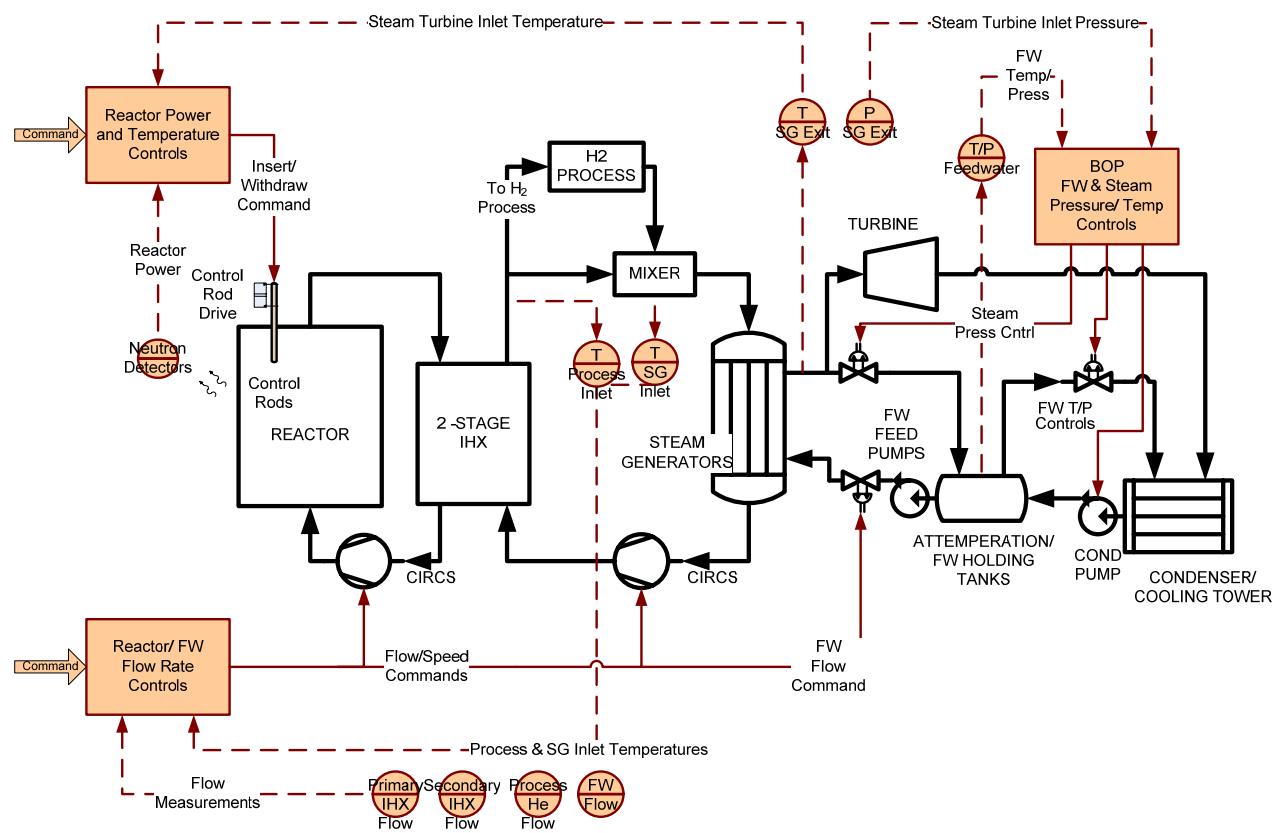 Steam Turbine Inlet Temperature
Steam Turbine Inlet Pressure
FW
Temp/
Press
Command
Reactor Power
and Temperature
Controls
T
SG Exit
P
SG Exit
T/P
Feedwater
BOP
FW & Steam
Pressure/ Temp
Controls
Insert/
Withdraw
Command
H2
PROCESS
To H2
Process
TURBINE
Reactor
Power
Control
Rod
Drive
MIXER
Steam
Press Cntrl
Neutron
Detectors
T
Process
Inlet
T
SG
Inlet
Control
Rods
REACTOR
2 -STAGE
IHX
STEAM
GENERATORS
FW
FEED
PUMPS
FW T/P
Controls
CIRCS
CIRCS
ATTEMPERATION/
FW HOLDING
TANKS
COND
PUMP
CONDENSER/
COOLING TOWER
Command
Reactor/ FW
Flow Rate
Controls
Flow/Speed
Commands
FW
Flow
Command
Process & SG Inlet Temperatures
Flow
Measurements
Primary
IHX
Flow
Secondary
IHX
Flow
Process
He
Flow
FW
Flow